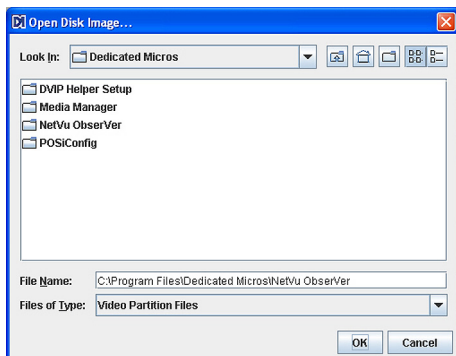 Open Disk Image...
Look In: Dedicated Micros
DVIP Helper Setup
Media Manager
NetVu ObserVer
POSiConfig
File Name: C:\Program Files\Dedicated Micros\NetVu ObserVer
Files of Type: Video Partition Files
OK Cancel